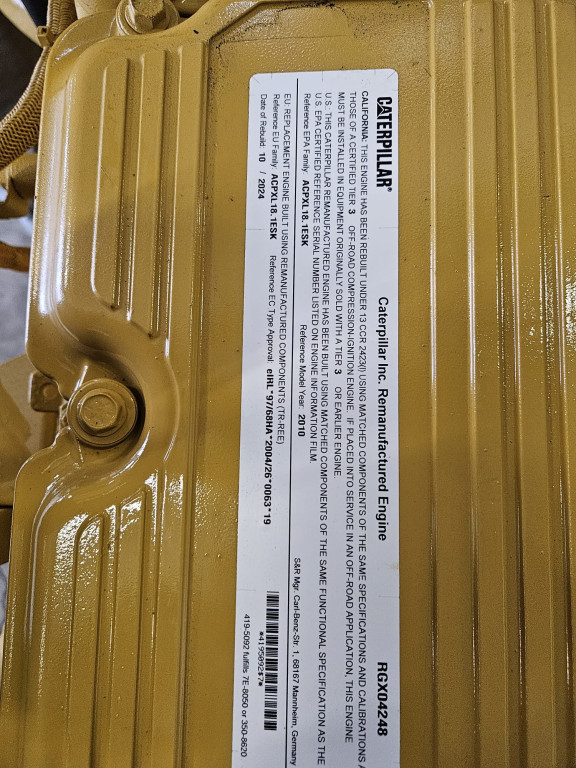 CATERPILLAR® Caterpillar Inc. Remanufactured Engine RGX04248
CALIFORNIA: THIS ENGINE HAS BEEN REBUILT UNDER 13 CCR 2423(l) USING MATCHED COMPONENTS OF THE SAME SPECIFICATIONS AND CALIBRATIONS
THOSE OF A CERTIFIED TIER 3 OFF-ROAD COMPRESSION-IGNITION ENGINE. IF PLACED INTO SERVICE IN AN OFF-ROAD APPLICATION, THIS ENGINE
MUST BE INSTALLED IN EQUIPMENT ORIGINALLY SOLD WITH A TIER 3 OR EARLIER ENGINE.
U.S.: THIS CATERPILLAR REMANUFACTURED ENGINE HAS BEEN BUILT USING MATCHED COMPONENTS OF THE SAME FUNCTIONAL SPECIFICATION AS THE
U.S. EPA CERTIFIED REFERENCE SERIAL NUMBER LISTED ON ENGINE INFORMATION FILM.
Reference EPA Family: ACPXL18.1ESK Reference Model Year: 2010
S&R Mgr. Carl-Benz-Str. 1, 68167 Mannheim, Germany
EU: REPLACEMENT ENGINE BUILT USING REMANUFACTURED COMPONENTS (TR-REE)
Reference EU Family: ACPXL18.1ESK Reference EC Type Approval: eIRL*97/68HA*2004/26*0063*19
Date of Rebuild: 10 / 2024
*4195092$7*
419-5092 fulfills 7E-8050 or 350-8620